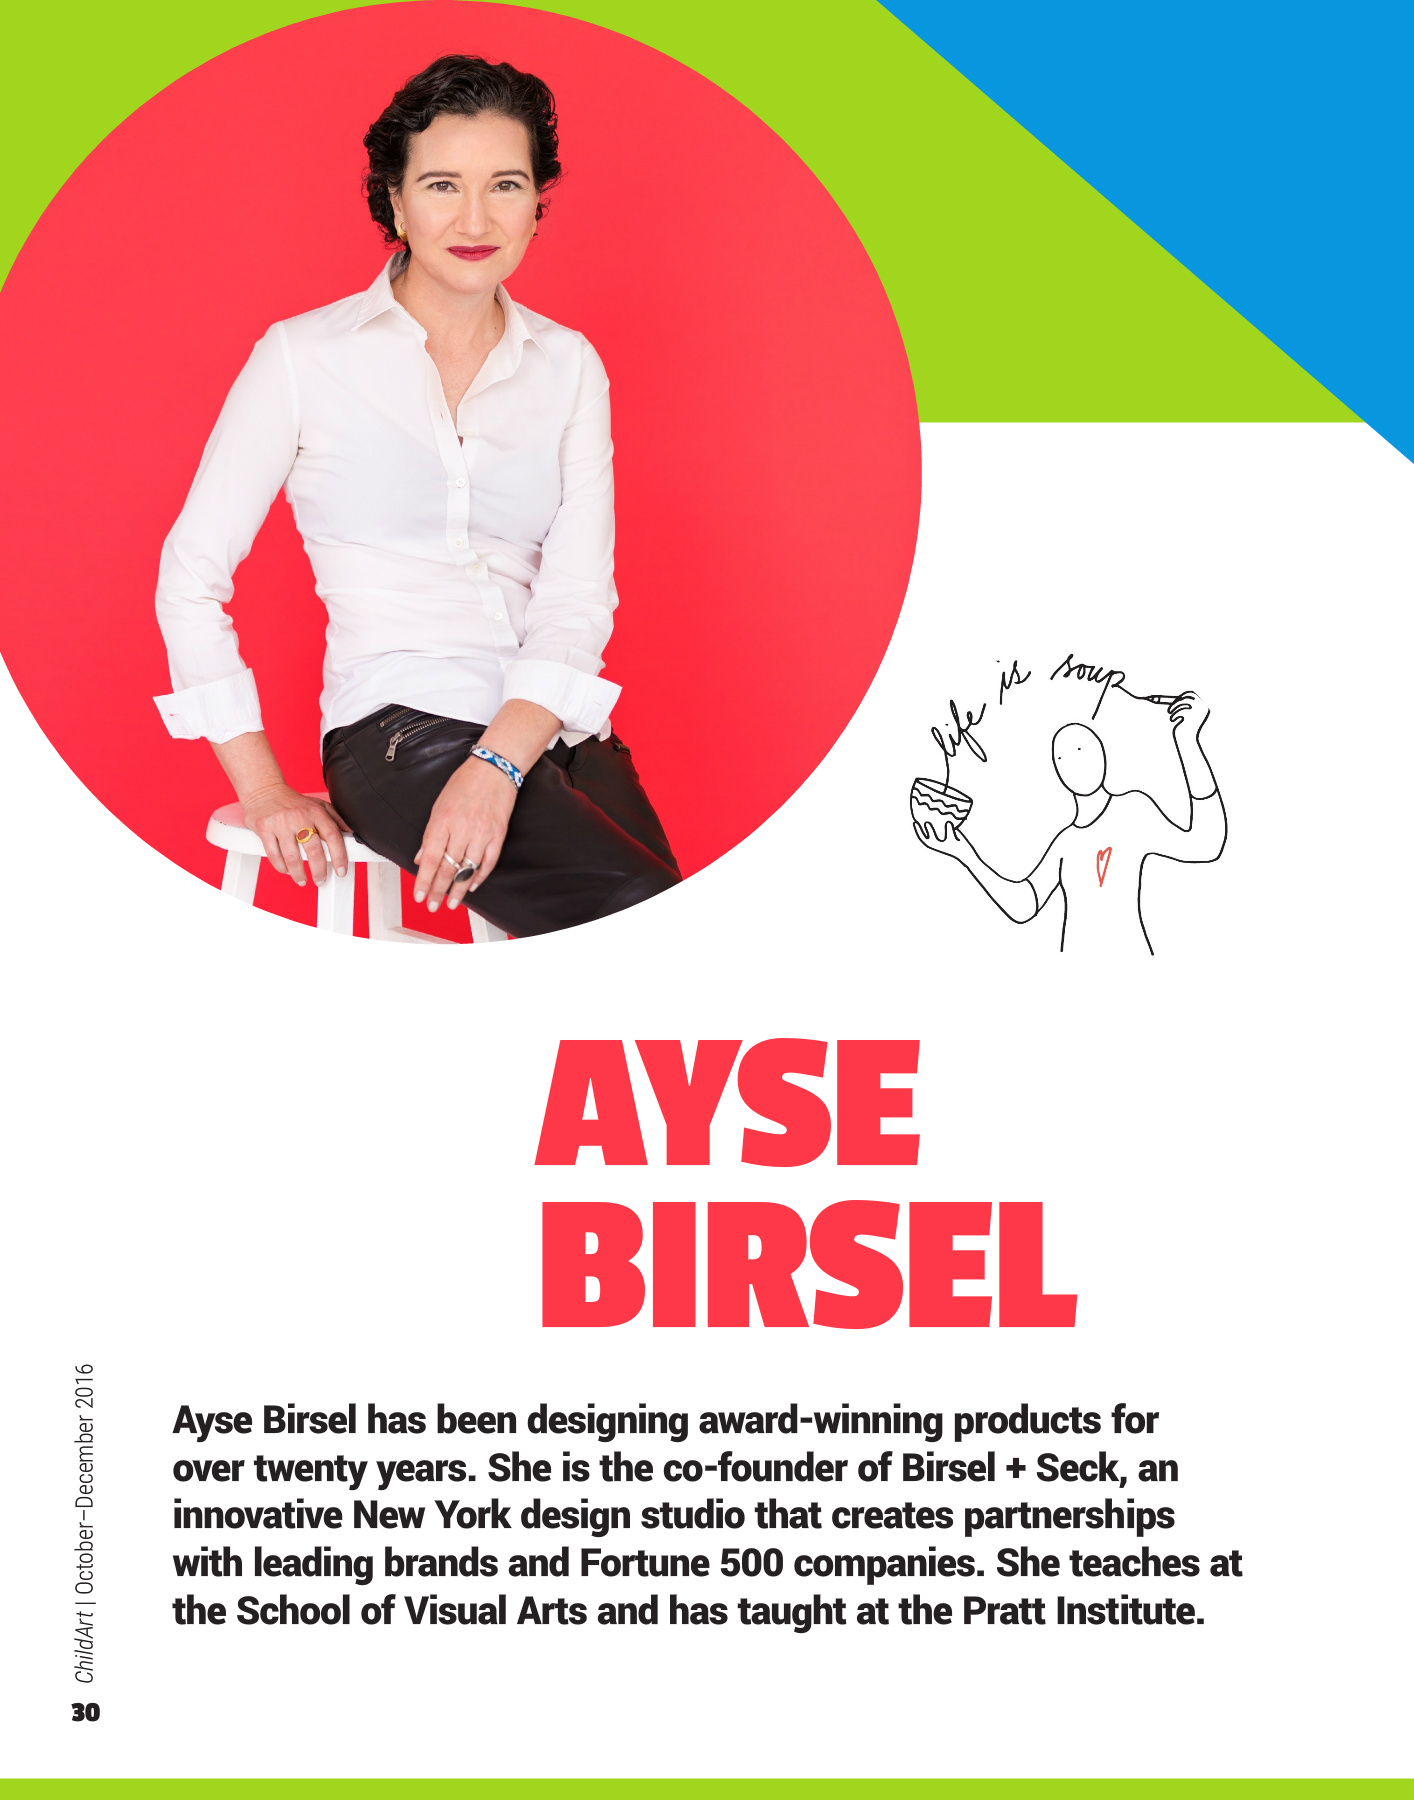 life is soup
AYSE
BIRSEL
Ayse Birsel has been designing award-winning products for
over twenty years. She is the co-founder of Birsel + Seck, an
innovative New York design studio that creates partnerships
with leading brands and Fortune 500 companies. She teaches at
the School of Visual Arts and has taught at the Pratt Institute.
ChildArt | October–December 2016
30